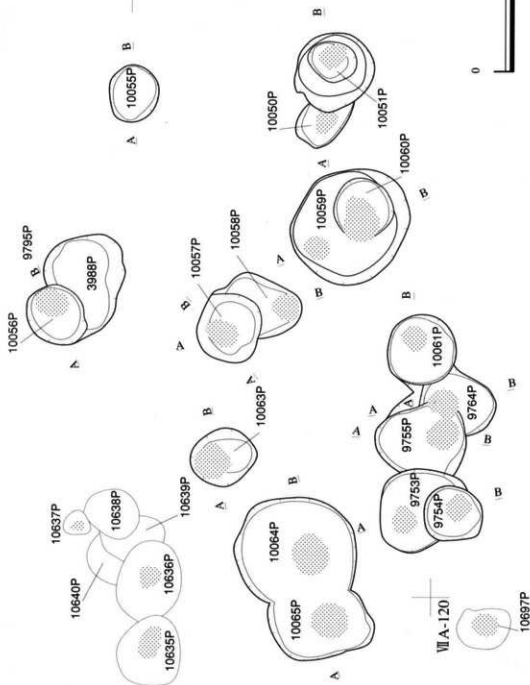 B
10055P
A
B
10050P
10051P
A
10060P
10059P
B
B
9795P
B
3988P
10056P
A
10057P
10058P
B
A
A
A
B
10063P
A
B
10061P
A
A
A
9764P
B
9755P
B
9753P
9754P
B
10637P
10638P
10639P
10640P
10636P
10635P
B
10064P
A
10065P
A
ⅦA-120
10697P
0